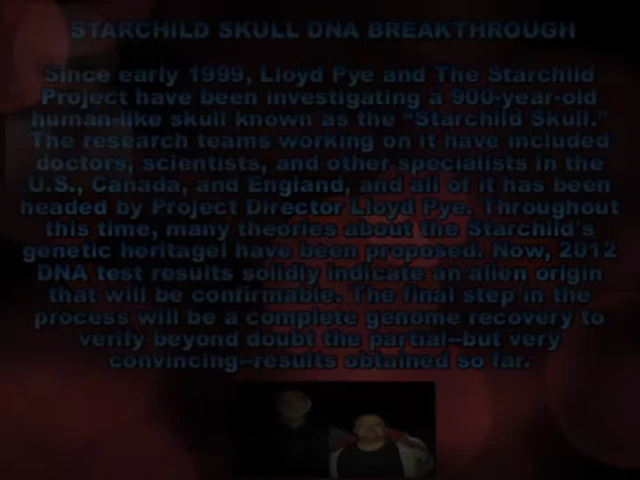 STARCHILD SKULL DNA BREAKTHROUGH
Since early 1999, Lloyd Pye and The Starchild
Project have been investigating a 900-year-old
human-like skull known as the "Starchild Skull."
The research teams working on it have included
doctors, scientists, and other specialists in the
U.S., Canada, and England, and all of it has been
headed by Project Director Lloyd Pye. Throughout
this time, many theories about the Starchild's
genetic heritagel have been proposed. Now, 2012
DNA test results solidly indicate an alien origin
that will be confirmable. The final step in the
process will be a complete genome recovery to
verify beyond doubt the partial--but very
convincing--results obtained so far.